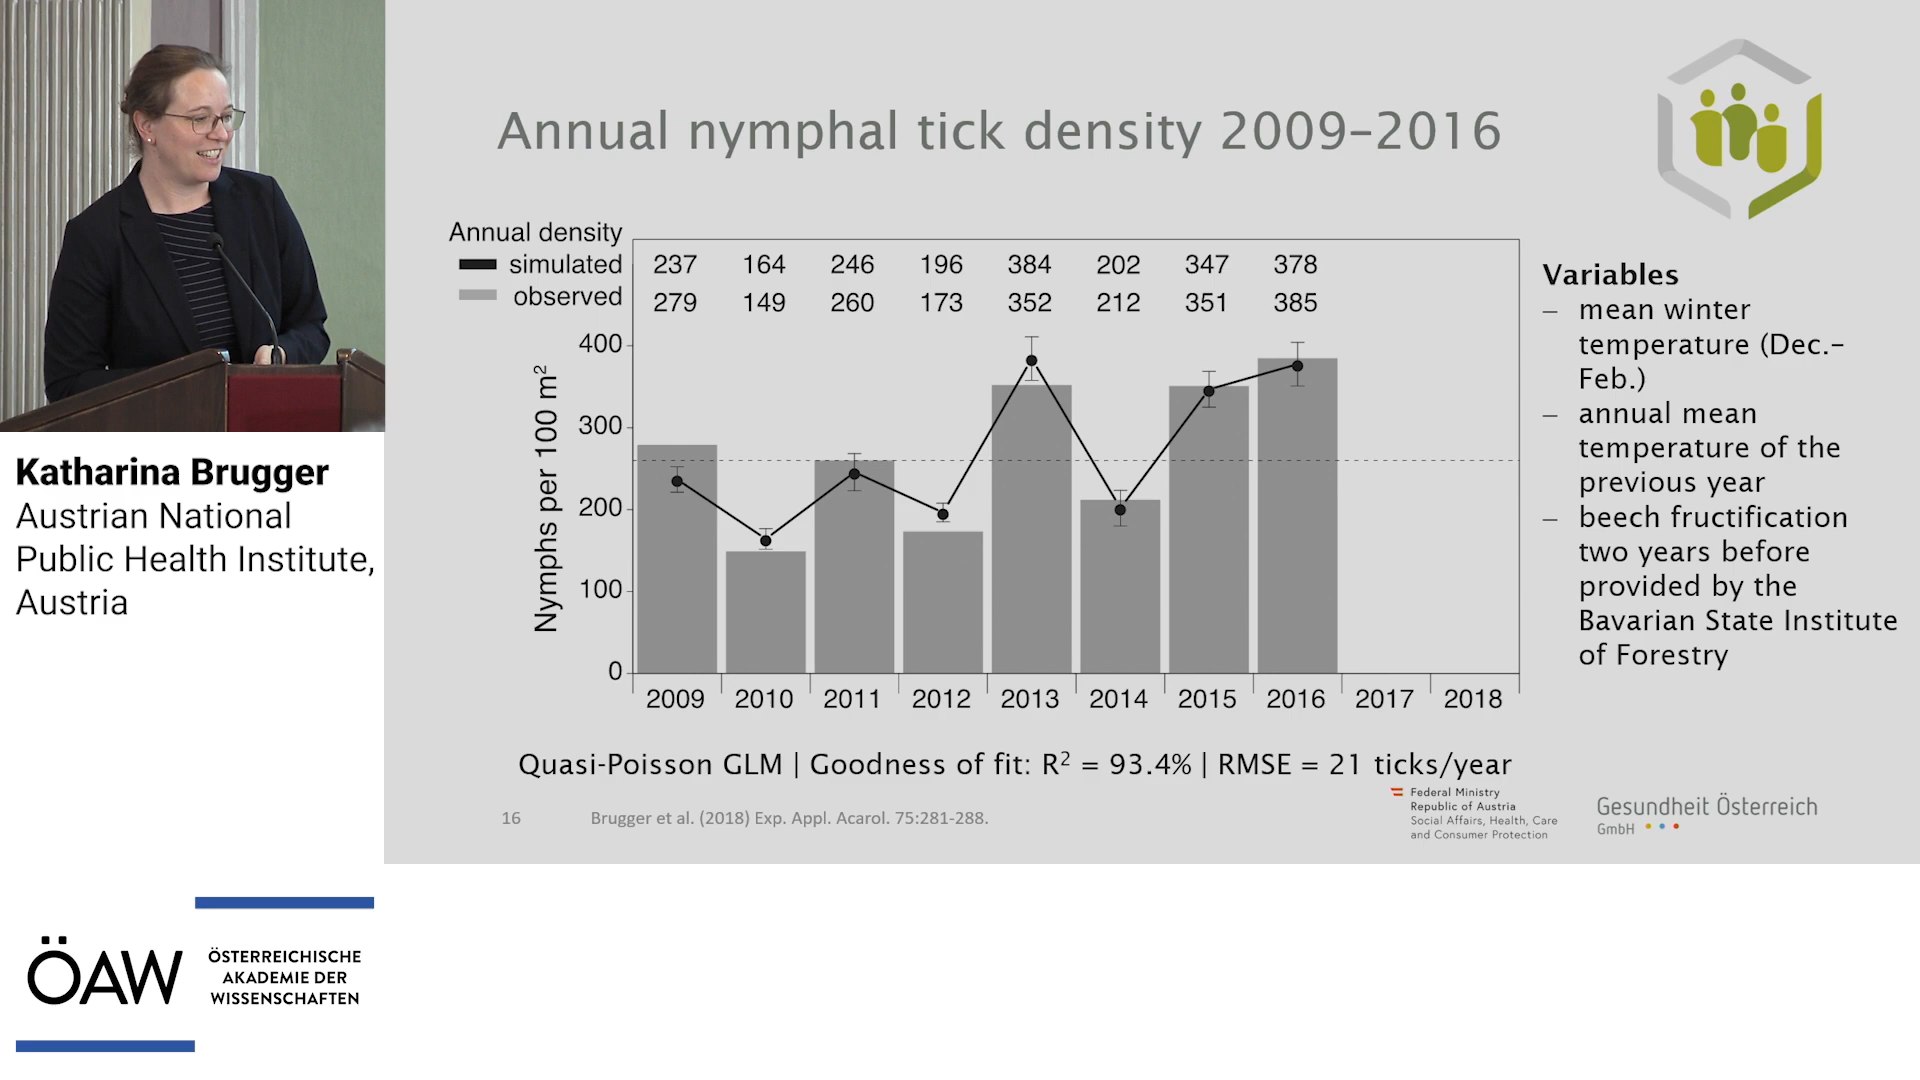 Annual nymphal tick density 2009–2016
Annual density
simulated 237 164 246 196 384 202 347 378
observed 279 149 260 173 352 212 351 385
Nymphs per 100 m²
400
300
200
100
0
2009 2010 2011 2012 2013 2014 2015 2016 2017 2018
Variables
– mean winter
temperature (Dec.–
Feb.)
– annual mean
temperature of the
previous year
– beech fructification
two years before
provided by the
Bavarian State Institute
of Forestry
Quasi-Poisson GLM | Goodness of fit: R² = 93.4% | RMSE = 21 ticks/year
16
Brugger et al. (2018) Exp. Appl. Acarol. 75:281-288.
Federal Ministry
Republic of Austria
Social Affairs, Health, Care
and Consumer Protection
Gesundheit Österreich
GmbH
Katharina Brugger
Austrian National
Public Health Institute,
Austria
ÖAW
ÖSTERREICHISCHE
AKADEMIE DER
WISSENSCHAFTEN